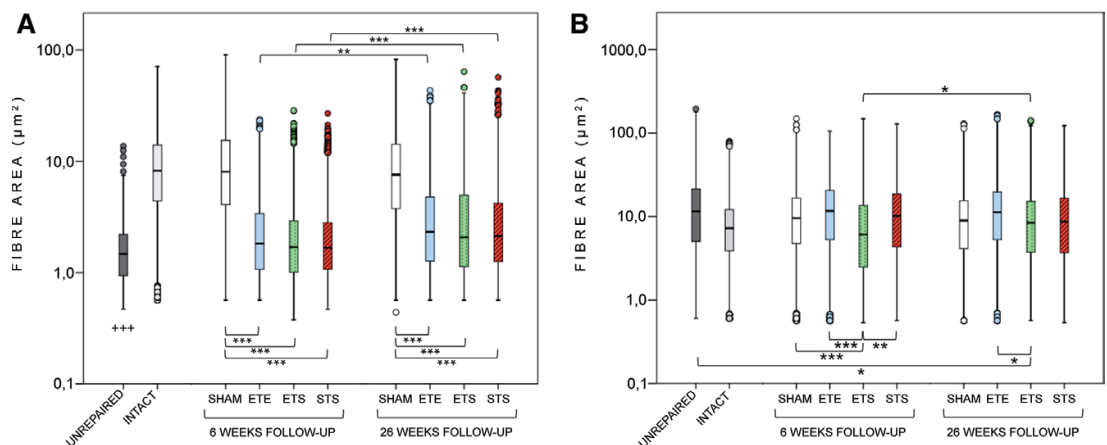 A
FIBRE AREA (µm²)
100,0
10,0
1,0
0,1
***
***
**
+++
***
***
***
***
***
***
UNREPAIRED
INTACT
SHAM ETE ETS STS
6 WEEKS FOLLOW-UP
SHAM ETE ETS STS
26 WEEKS FOLLOW-UP
B
FIBRE AREA (µm²)
1000,0
100,0
10,0
1,0
0,1
*
*** **
***
*
*
UNREPAIRED
INTACT
SHAM ETE ETS STS
6 WEEKS FOLLOW-UP
SHAM ETE ETS STS
26 WEEKS FOLLOW-UP